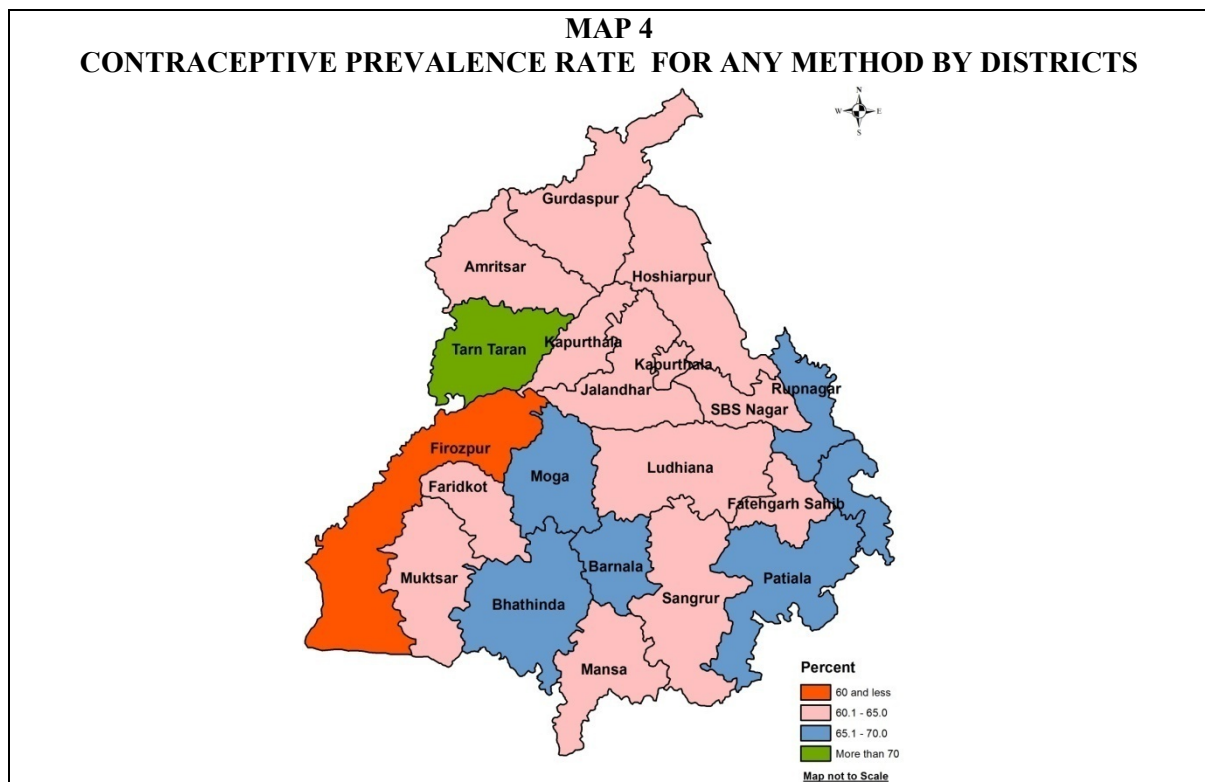 MAP 4
CONTRACEPTIVE PREVALENCE RATE FOR ANY METHOD BY DISTRICTS
N
W E
S
Gurdaspur
Amritsar
Hoshiarpur
Tarn Taran
Kapurthala
Kapurthala
Jalandhar
Rupnagar
SBS Nagar
Firozpur
Moga
Ludhiana
Faridkot
Fatehgarh Sahib
Muktsar
Barnala
Patiala
Bhathinda
Sangrur
Mansa
Percent
60 and less
60.1 - 65.0
65.1 - 70.0
More than 70
Map not to Scale